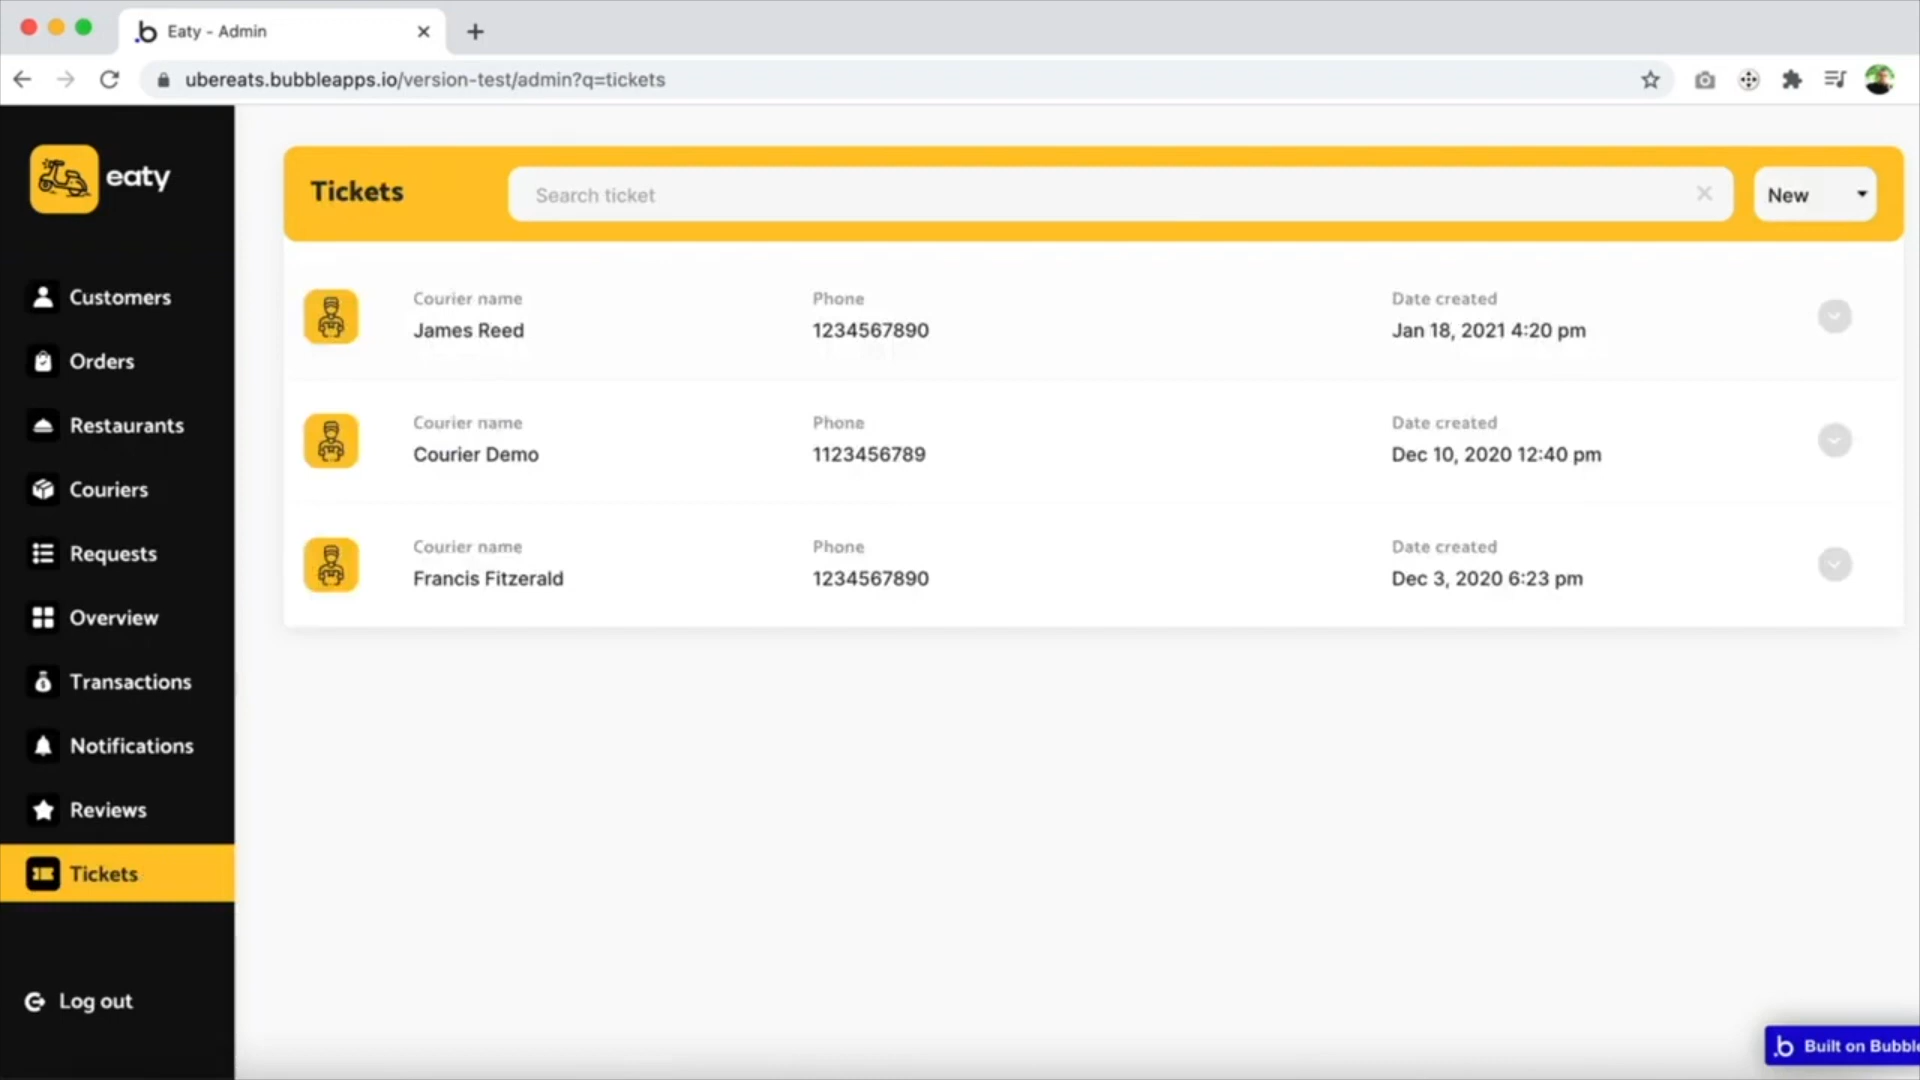 Eaty - Admin
ubereats.bubbleapps.io/version-test/admin?q=tickets
eaty
Customers
Orders
Restaurants
Couriers
Requests
Overview
Transactions
Notifications
Reviews
Tickets
Log out
Tickets
Search ticket
New
Courier name
Phone
Date created
James Reed
1234567890
Jan 18, 2021 4:20 pm
Courier name
Phone
Date created
Courier Demo
1123456789
Dec 10, 2020 12:40 pm
Courier name
Phone
Date created
Francis Fitzerald
1234567890
Dec 3, 2020 6:23 pm
Built on Bubble